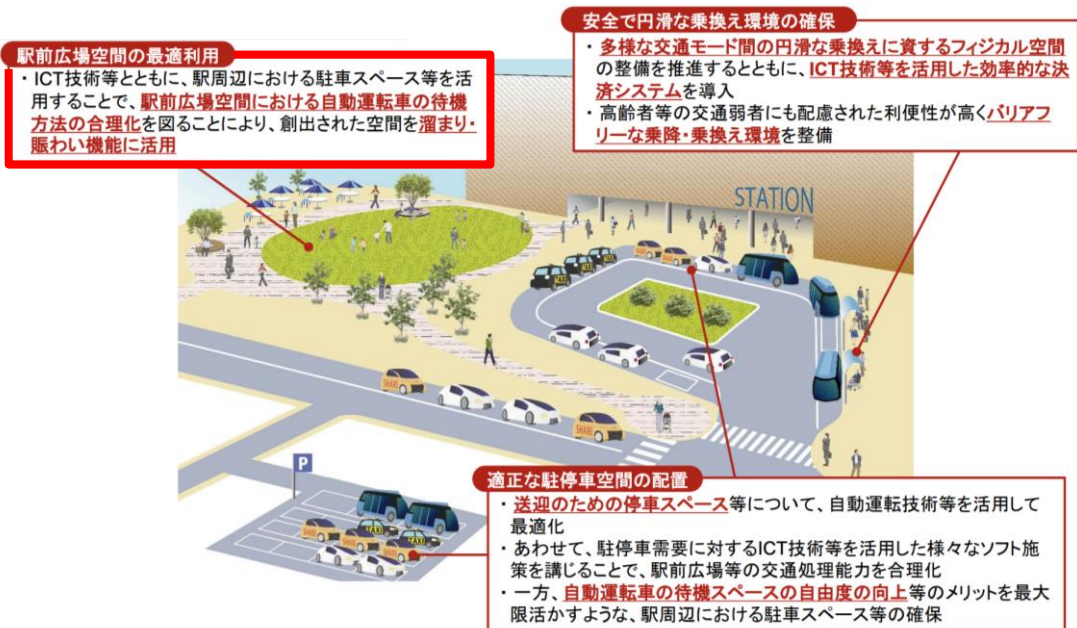 駅前広場空間の最適利用
・ICT技術等とともに、駅周辺における駐車スペース等を活
用することで、駅前広場空間における自動運転車の待機
方法の合理化を図ることにより、創出された空間を溜まり・
賑わい機能に活用
安全で円滑な乗換え環境の確保
・多様な交通モード間の円滑な乗換えに資するフィジカル空間
の整備を推進するとともに、ICT技術等を活用した効率的な決
済システムを導入
・高齢者等の交通弱者にも配慮された利便性が高くバリアフ
リーな乗降・乗換え環境を整備
STATION
TAXI
SHARE
SHARE
P
TAXI
TAXI
SHARE
適正な駐停車空間の配置
・送迎のための停車スペース等について、自動運転技術等を活用して
最適化
・あわせて、駐停車需要に対するICT技術等を活用した様々なソフト施
策を講じることで、駅前広場等の交通処理能力を合理化
・一方、自動運転車の待機スペースの自由度の向上等のメリットを最大
限活かすような、駅周辺における駐車スペース等の確保